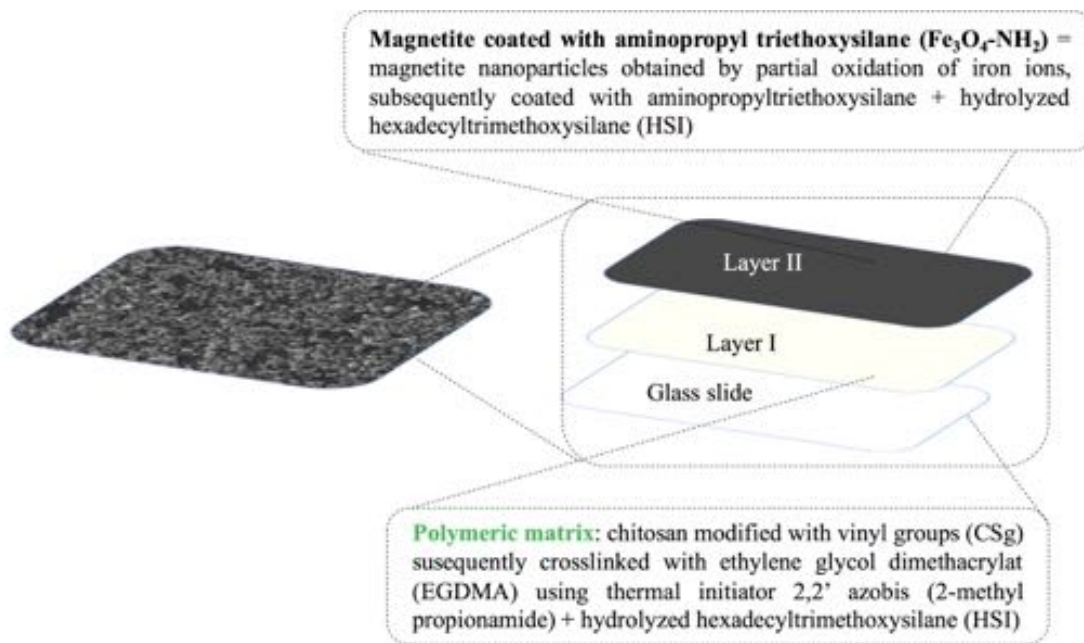 Magnetite coated with aminopropyl triethoxysilane (Fe₃O₄-NH₂) =
magnetite nanoparticles obtained by partial oxidation of iron ions,
subsequently coated with aminopropyltriethoxysilane + hydrolyzed
hexadecyltrimethoxysilane (HSI)
Layer II
Layer I
Glass slide
Polymeric matrix: chitosan modified with vinyl groups (CSg)
susequently crosslinked with ethylene glycol dimethacrylat
(EGDMA) using thermal initiator 2,2’ azobis (2-methyl
propionamide) + hydrolyzed hexadecyltrimethoxysilane (HSI)